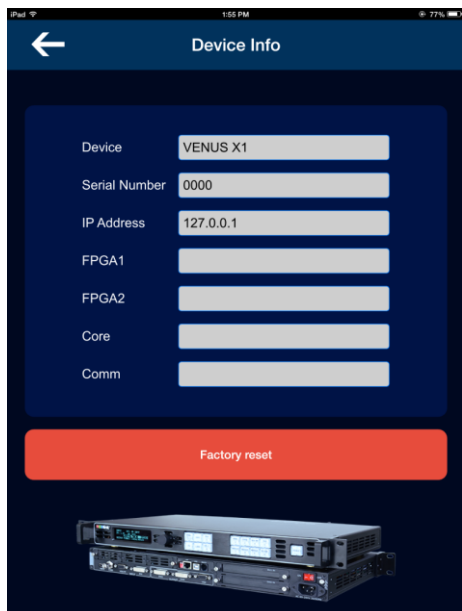 iPad 1:55 PM 77%
Device Info
Device VENUS X1
Serial Number 0000
IP Address 127.0.0.1
FPGA1
FPGA2
Core
Comm
Factory reset